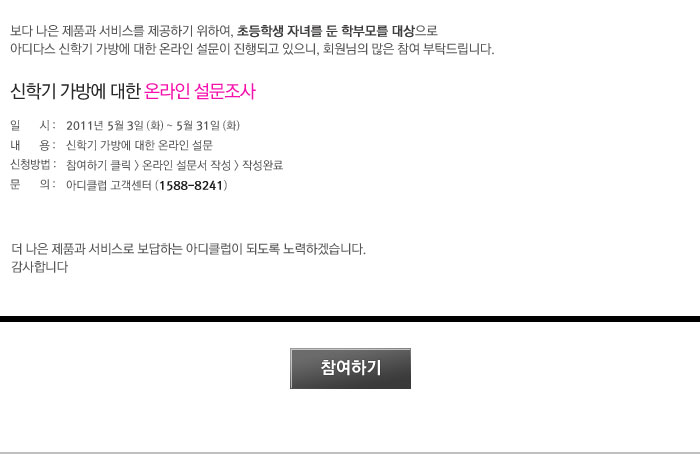 보다 나은 제품과 서비스를 제공하기 위하여, 초등학생 자녀를 둔 학부모를 대상으로
아디다스 신학기 가방에 대한 온라인 설문이 진행되고 있으니, 회원님의 많은 참여 부탁드립니다.
신학기 가방에 대한 온라인 설문조사
일 시 : 2011년 5월 3일 (화) ~ 5월 31일 (화)
내 용 : 신학기 가방에 대한 온라인 설문
신청방법 : 참여하기 클릭 > 온라인 설문서 작성 > 작성완료
문 의 : 아디클럽 고객센터 (1588-8241)
더 나은 제품과 서비스로 보답하는 아디클럽이 되도록 노력하겠습니다.
감사합니다
참여하기